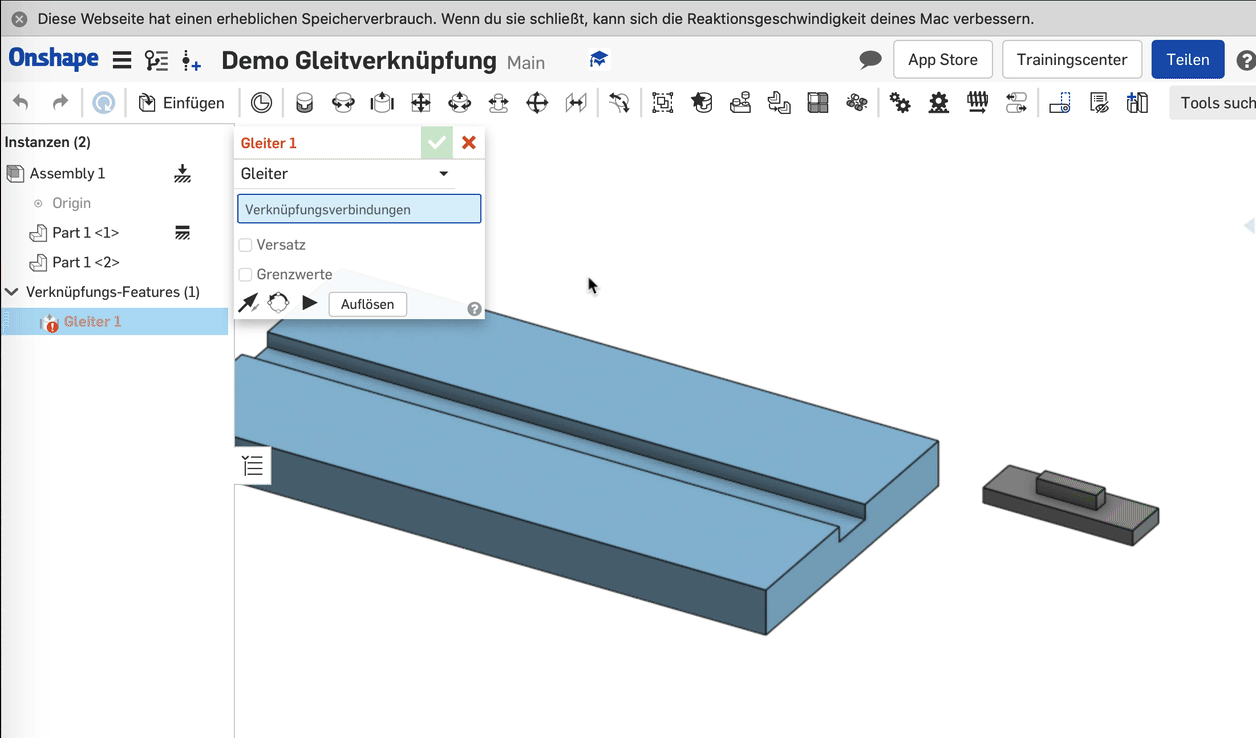 Diese Webseite hat einen erheblichen Speicherverbrauch. Wenn du sie schließt, kann sich die Reaktionsgeschwindigkeit deines Mac verbessern.
Onshape Demo Gleitverknüpfung Main App Store Trainingscenter Teilen ?
Einfügen Tools such
Instanzen (2)
Assembly 1
Origin
Part 1 <1>
Part 1 <2>
Verknüpfungs-Features (1)
Gleiter 1
Gleiter 1
Gleiter
Verknüpfungsverbindungen
Versatz
Grenzwerte
Auflösen ?